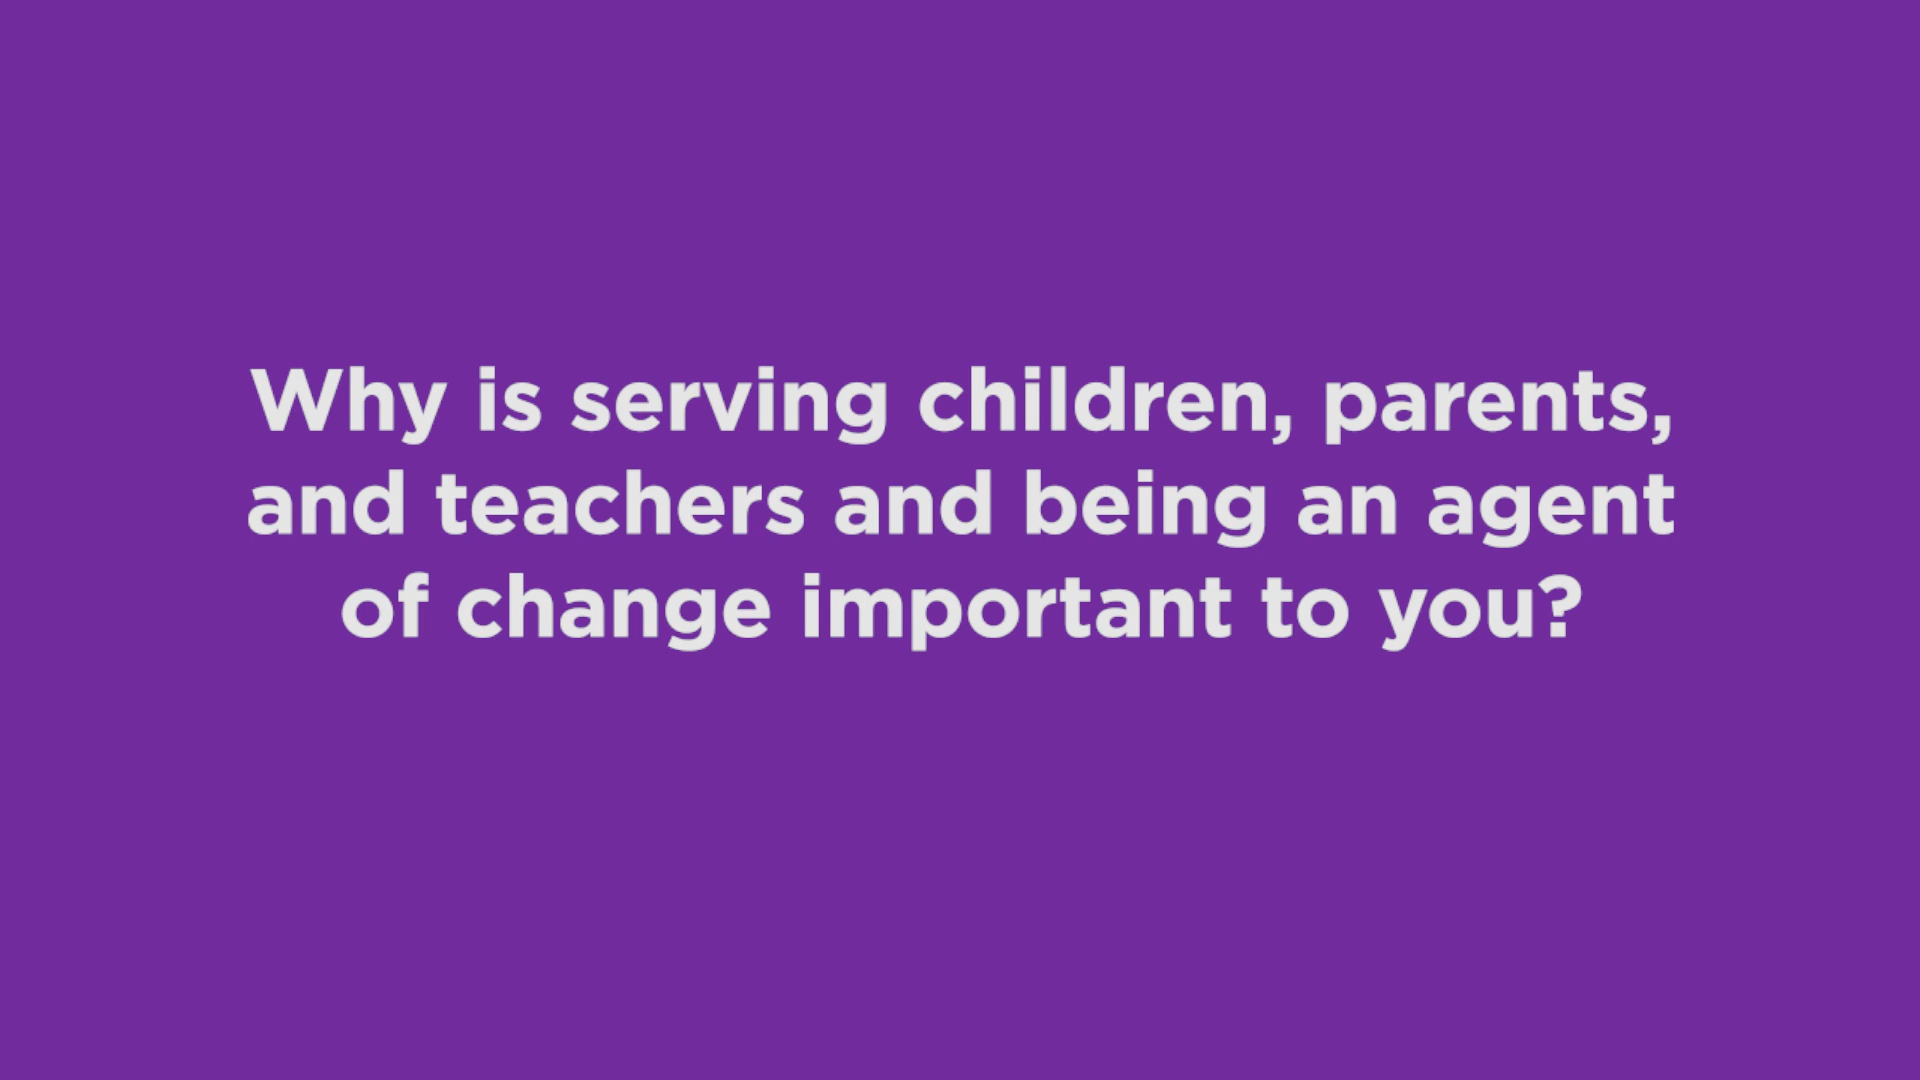 Why is serving children, parents,
and teachers and being an agent
of change important to you?